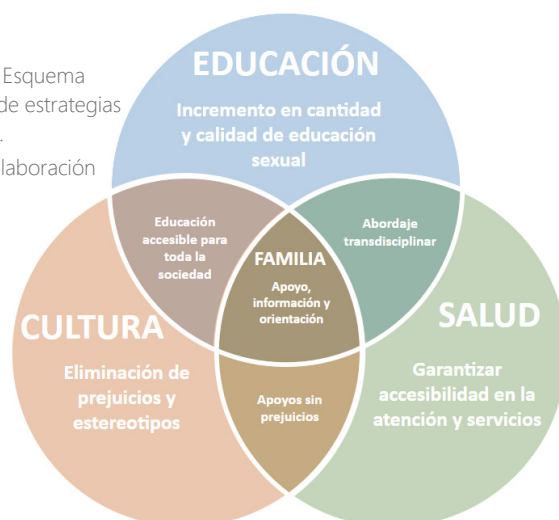 Esquema
de estrategias
.
laboración
EDUCACIÓN
Incremento en cantidad
y calidad de educación
sexual
Educación
accesible para
toda la
sociedad
Abordaje
transdisciplinar
FAMILIA
Apoyo,
información y
orientación
CULTURA
Eliminación de
prejuicios y
estereotipos
SALUD
Garantizar
accesibilidad en la
atención y servicios
Apoyos sin
prejuicios